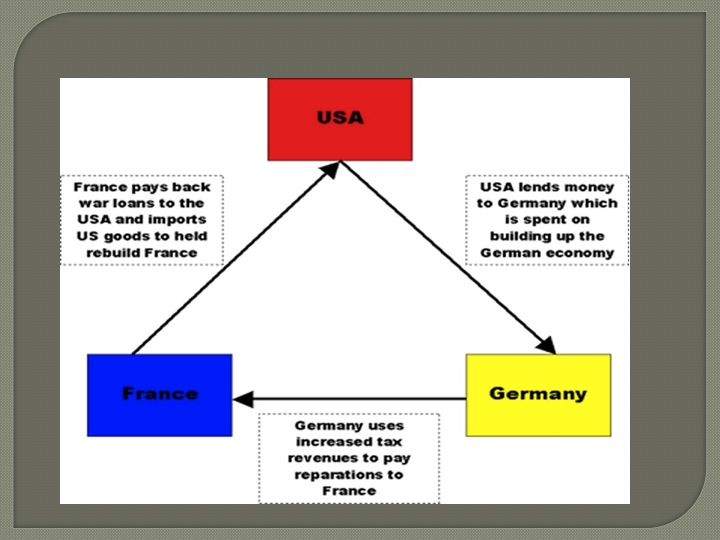 USA
France pays back
war loans to the
USA and imports
US goods to held
rebuild France
USA lends money
to Germany which
is spent on
building up the
German economy
France
Germany
Germany uses
increased tax
revenues to pay
reparations to
France